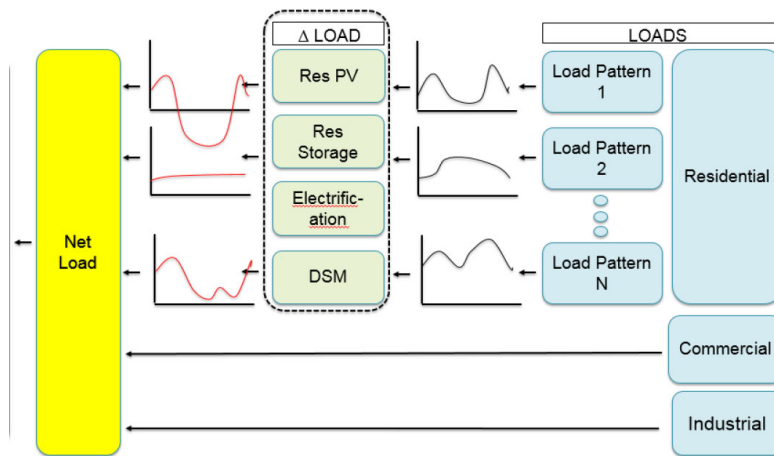 Δ LOAD
LOADS
Res PV
Load Pattern
1
Res
Storage
Load Pattern
2
Residential
Electrific-
ation
Net
Load
DSM
Load Pattern
N
Commercial
Industrial